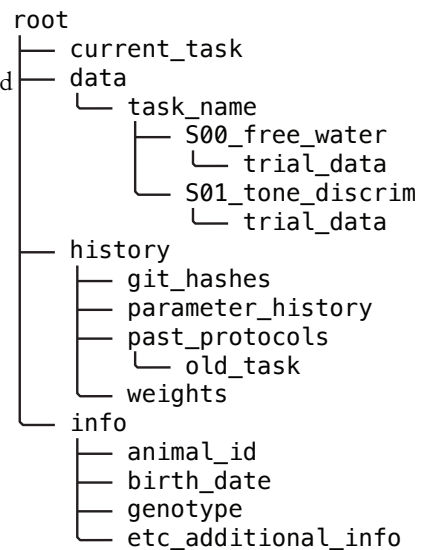 root
current_task
d
data
task_name
S00_free_water
trial_data
S01_tone_discrim
trial_data
history
git_hashes
parameter_history
past_protocols
old_task
weights
info
animal_id
birth_date
genotype
etc_additional_info